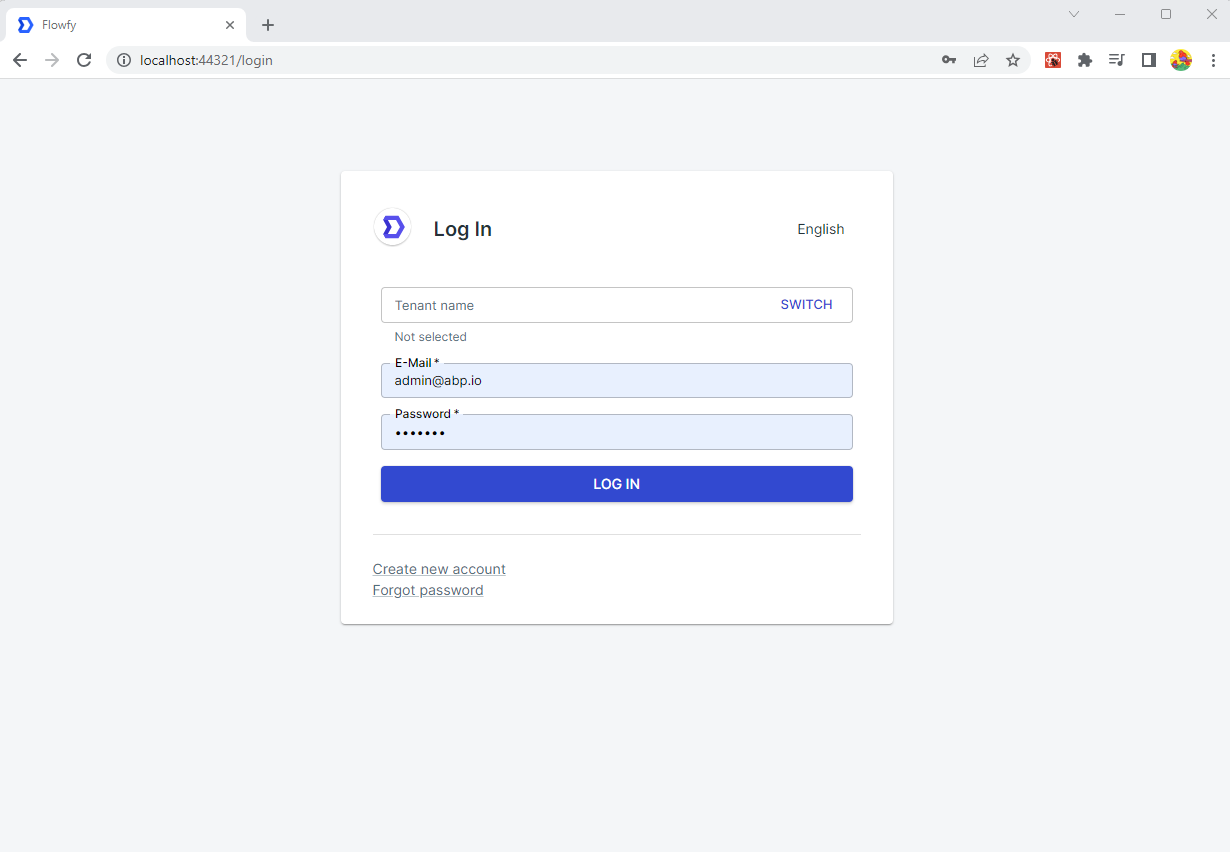 Flowfy
localhost:44321/login
Log In
English
Tenant name
SWITCH
Not selected
E-Mail *
admin@abp.io
Password *
•••••••
LOG IN
Create new account
Forgot password